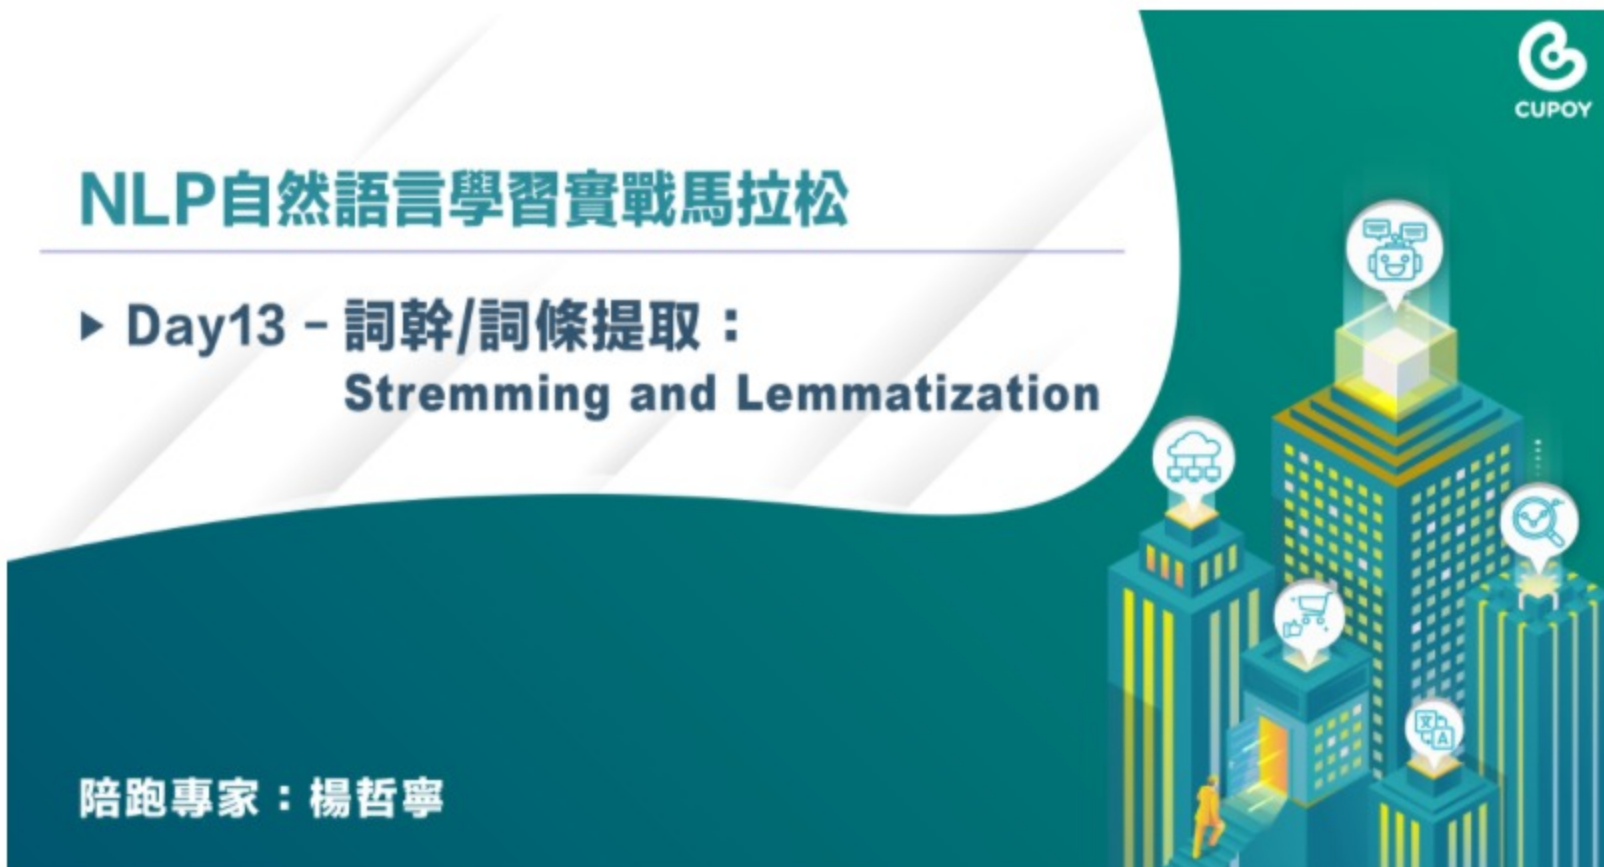 CUPOY
NLP自然語言學習實戰馬拉松
▶ Day13 – 詞幹/詞條提取：
Stremming and Lemmatization
文 A
陪跑專家：楊哲寧